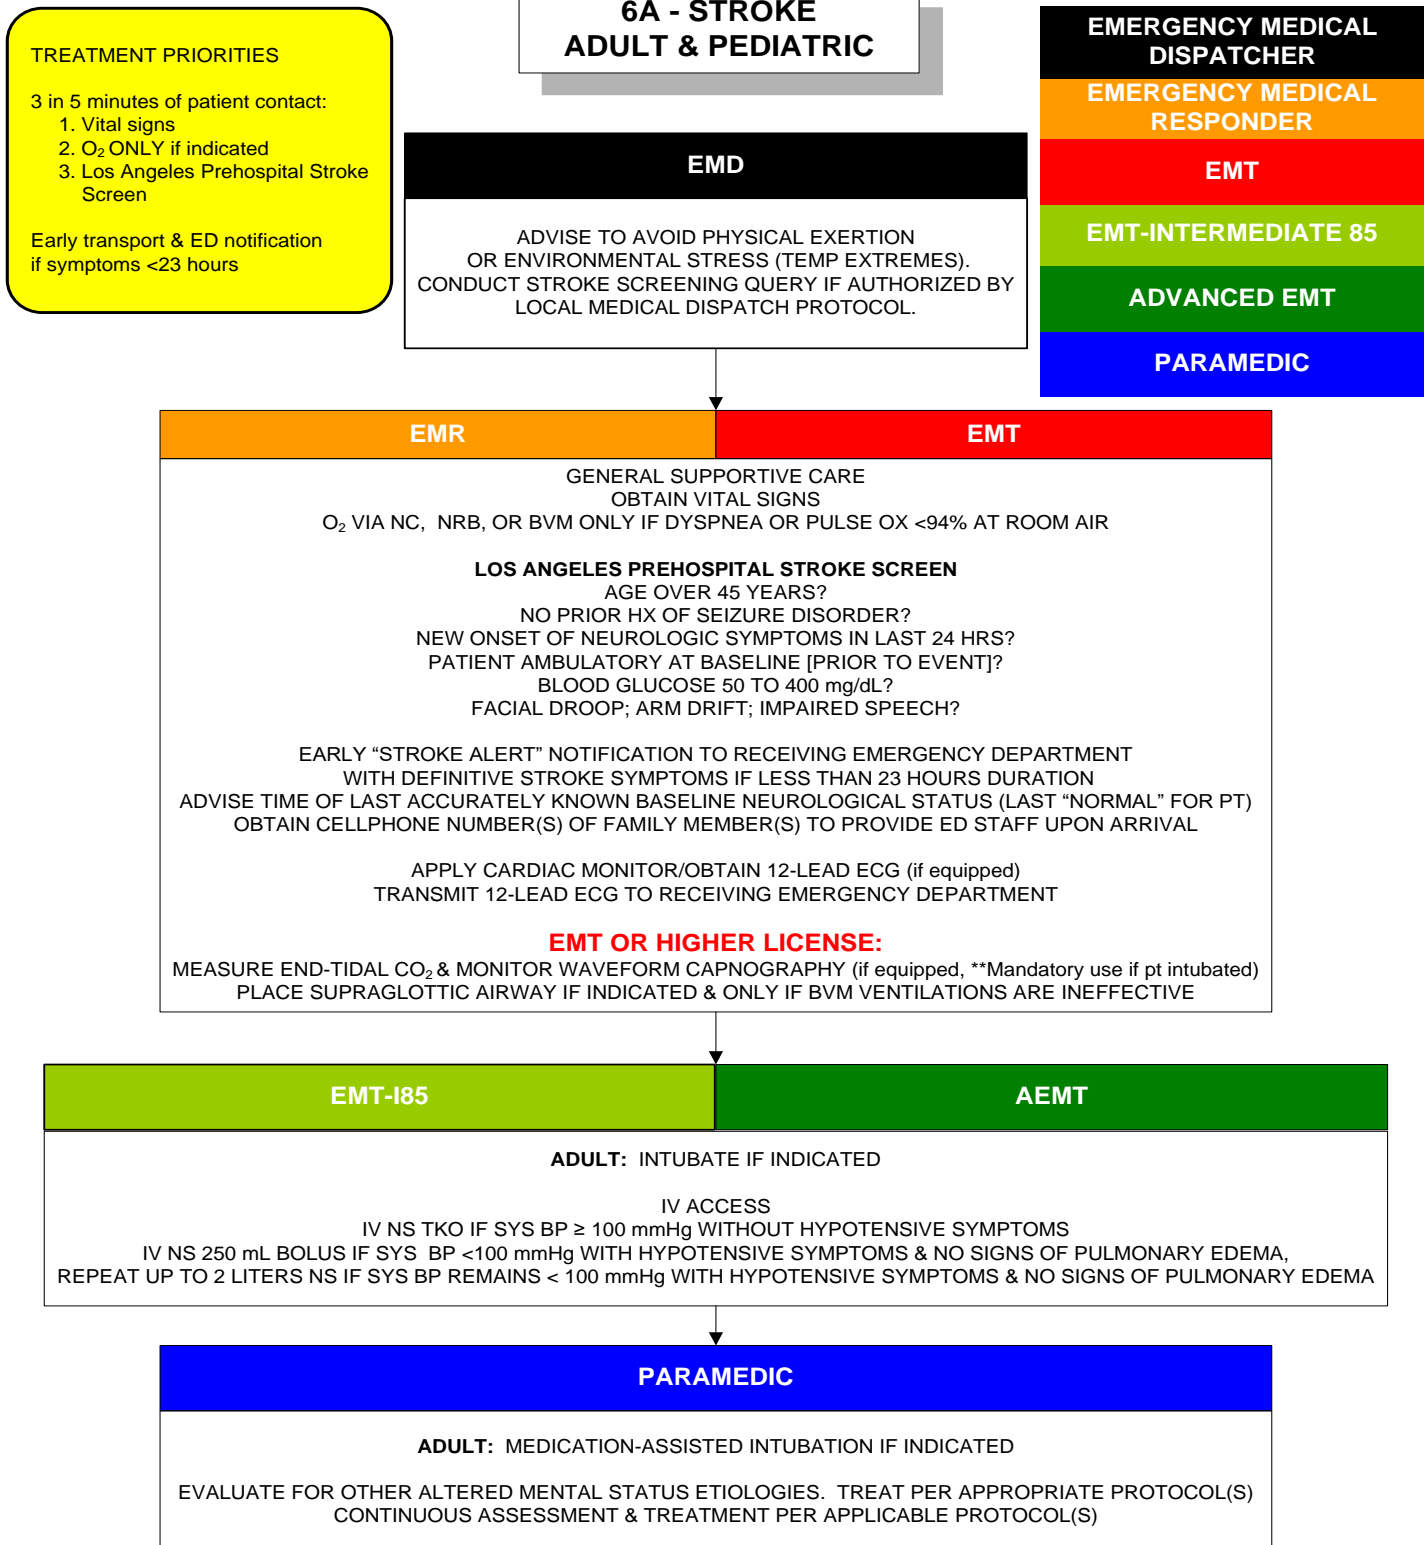 6A - STROKE
ADULT & PEDIATRIC
TREATMENT PRIORITIES
3 in 5 minutes of patient contact:
1. Vital signs
2. O₂ ONLY if indicated
3. Los Angeles Prehospital Stroke
Screen
Early transport & ED notification
if symptoms <23 hours
EMERGENCY MEDICAL
DISPATCHER
EMERGENCY MEDICAL
RESPONDER
EMT
EMT-INTERMEDIATE 85
ADVANCED EMT
PARAMEDIC
EMD
ADVISE TO AVOID PHYSICAL EXERTION
OR ENVIRONMENTAL STRESS (TEMP EXTREMES).
CONDUCT STROKE SCREENING QUERY IF AUTHORIZED BY
LOCAL MEDICAL DISPATCH PROTOCOL.
EMR
EMT
GENERAL SUPPORTIVE CARE
OBTAIN VITAL SIGNS
O₂ VIA NC, NRB, OR BVM ONLY IF DYSPNEA OR PULSE OX <94% AT ROOM AIR
LOS ANGELES PREHOSPITAL STROKE SCREEN
AGE OVER 45 YEARS?
NO PRIOR HX OF SEIZURE DISORDER?
NEW ONSET OF NEUROLOGIC SYMPTOMS IN LAST 24 HRS?
PATIENT AMBULATORY AT BASELINE [PRIOR TO EVENT]?
BLOOD GLUCOSE 50 TO 400 mg/dL?
FACIAL DROOP; ARM DRIFT; IMPAIRED SPEECH?
EARLY “STROKE ALERT” NOTIFICATION TO RECEIVING EMERGENCY DEPARTMENT
WITH DEFINITIVE STROKE SYMPTOMS IF LESS THAN 23 HOURS DURATION
ADVISE TIME OF LAST ACCURATELY KNOWN BASELINE NEUROLOGICAL STATUS (LAST “NORMAL” FOR PT)
OBTAIN CELLPHONE NUMBER(S) OF FAMILY MEMBER(S) TO PROVIDE ED STAFF UPON ARRIVAL
APPLY CARDIAC MONITOR/OBTAIN 12-LEAD ECG (if equipped)
TRANSMIT 12-LEAD ECG TO RECEIVING EMERGENCY DEPARTMENT
EMT OR HIGHER LICENSE:
MEASURE END-TIDAL CO₂ & MONITOR WAVEFORM CAPNOGRAPHY (if equipped, **Mandatory use if pt intubated)
PLACE SUPRAGLOTTIC AIRWAY IF INDICATED & ONLY IF BVM VENTILATIONS ARE INEFFECTIVE
EMT-I85
AEMT
ADULT: INTUBATE IF INDICATED
IV ACCESS
IV NS TKO IF SYS BP ≥ 100 mmHg WITHOUT HYPOTENSIVE SYMPTOMS
IV NS 250 mL BOLUS IF SYS BP <100 mmHg WITH HYPOTENSIVE SYMPTOMS & NO SIGNS OF PULMONARY EDEMA,
REPEAT UP TO 2 LITERS NS IF SYS BP REMAINS < 100 mmHg WITH HYPOTENSIVE SYMPTOMS & NO SIGNS OF PULMONARY EDEMA
PARAMEDIC
ADULT: MEDICATION-ASSISTED INTUBATION IF INDICATED
EVALUATE FOR OTHER ALTERED MENTAL STATUS ETIOLOGIES. TREAT PER APPROPRIATE PROTOCOL(S)
CONTINUOUS ASSESSMENT & TREATMENT PER APPLICABLE PROTOCOL(S)